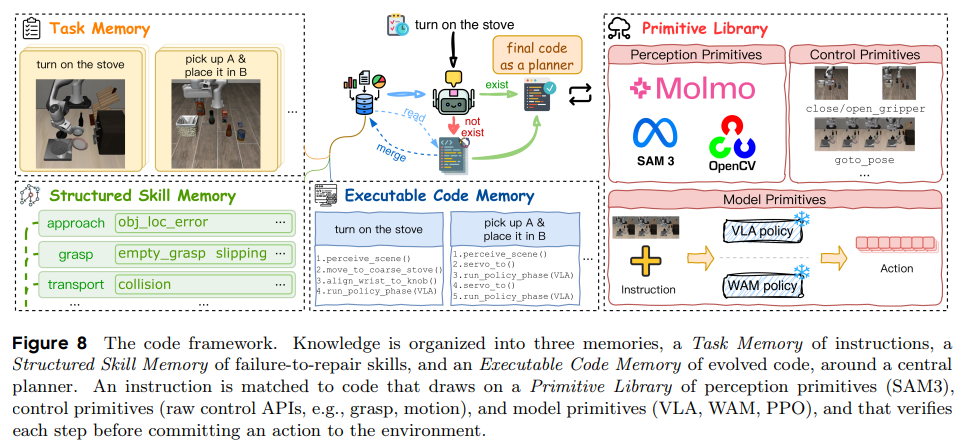 Task Memory
turn on the stove
pick up A &
place it in B
...
turn on the stove
final code
as a planner
exist
not
exist
read
merge
Primitive Library
Perception Primitives
Molmo
SAM 3
OpenCV
Control Primitives
close/open_gripper
goto_pose
...
Structured Skill Memory
approach
obj_loc_error
...
grasp
empty_grasp slipping
...
transport
collision
...
...
...
Executable Code Memory
turn on the stove
1.perceive_scene()
2.move_to_coarse_stove()
3.align_wrist_to_knob()
4.run_policy_phase(VLA)
pick up A &
place it in B
1.perceive_scene()
2.servo_to()
3.run_policy_phase(VLA)
4.servo_to()
5.run_policy_phase(VLA)
...
Model Primitives
Instruction
VLA policy
WAM policy
Action
Figure 8 The code framework. Knowledge is organized into three memories, a Task Memory of instructions, a
Structured Skill Memory of failure-to-repair skills, and an Executable Code Memory of evolved code, around a central
planner. An instruction is matched to code that draws on a Primitive Library of perception primitives (SAM3),
control primitives (raw control APIs, e.g., grasp, motion), and model primitives (VLA, WAM, PPO), and that verifies
each step before committing an action to the environment.